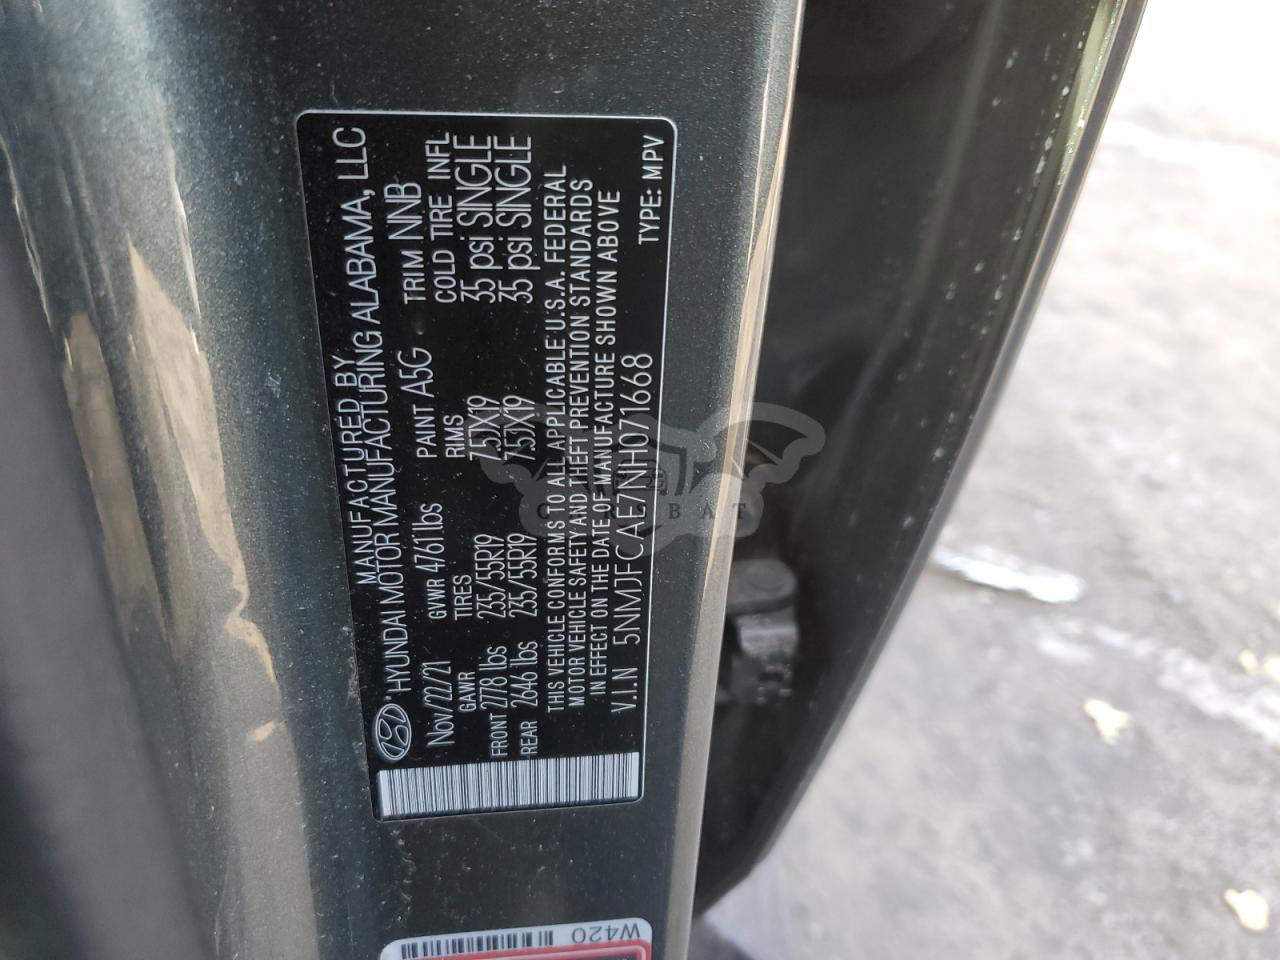 MANUFACTURED BY
HYUNDAI MOTOR MANUFACTURING ALABAMA, LLC
Nov/22/21 GVWR 4761 lbs PAINT A5G TRIM NNB
GAWR TIRES RIMS COLD TIRE INFL
FRONT 2778 lbs 235/55R19 7.5JX19 35 psi SINGLE
REAR 2646 lbs 235/55R19 7.5JX19 35 psi SINGLE
THIS VEHICLE CONFORMS TO ALL APPLICABLE U.S.A. FEDERAL
MOTOR VEHICLE SAFETY AND THEFT PREVENTION STANDARDS
IN EFFECT ON THE DATE OF MANUFACTURE SHOWN ABOVE
V.I.N 5NMJFCAE7NH071668 TYPE: MPV
W420